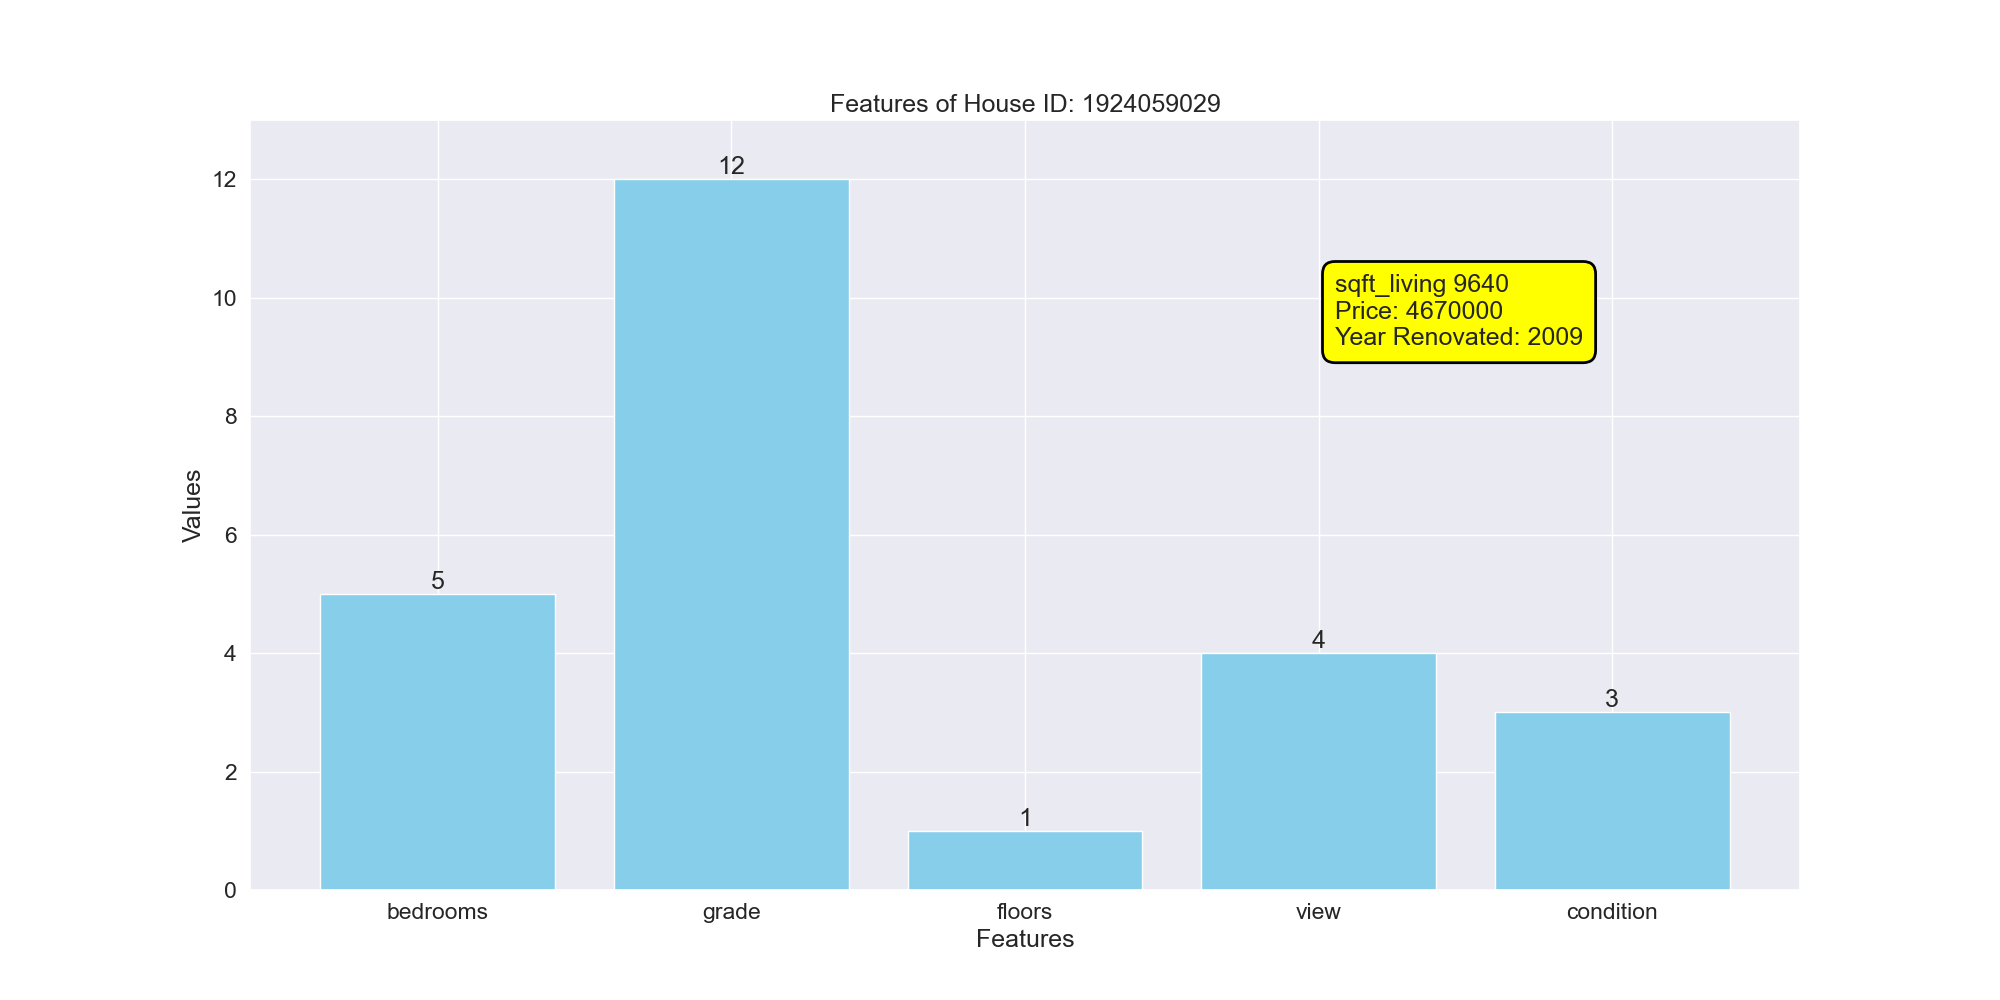 Features of House ID: 1924059029
12
12
10
8
6
4
2
0
Values
5
1
4
3
sqft_living 9640
Price: 4670000
Year Renovated: 2009
bedrooms grade floors view condition
Features